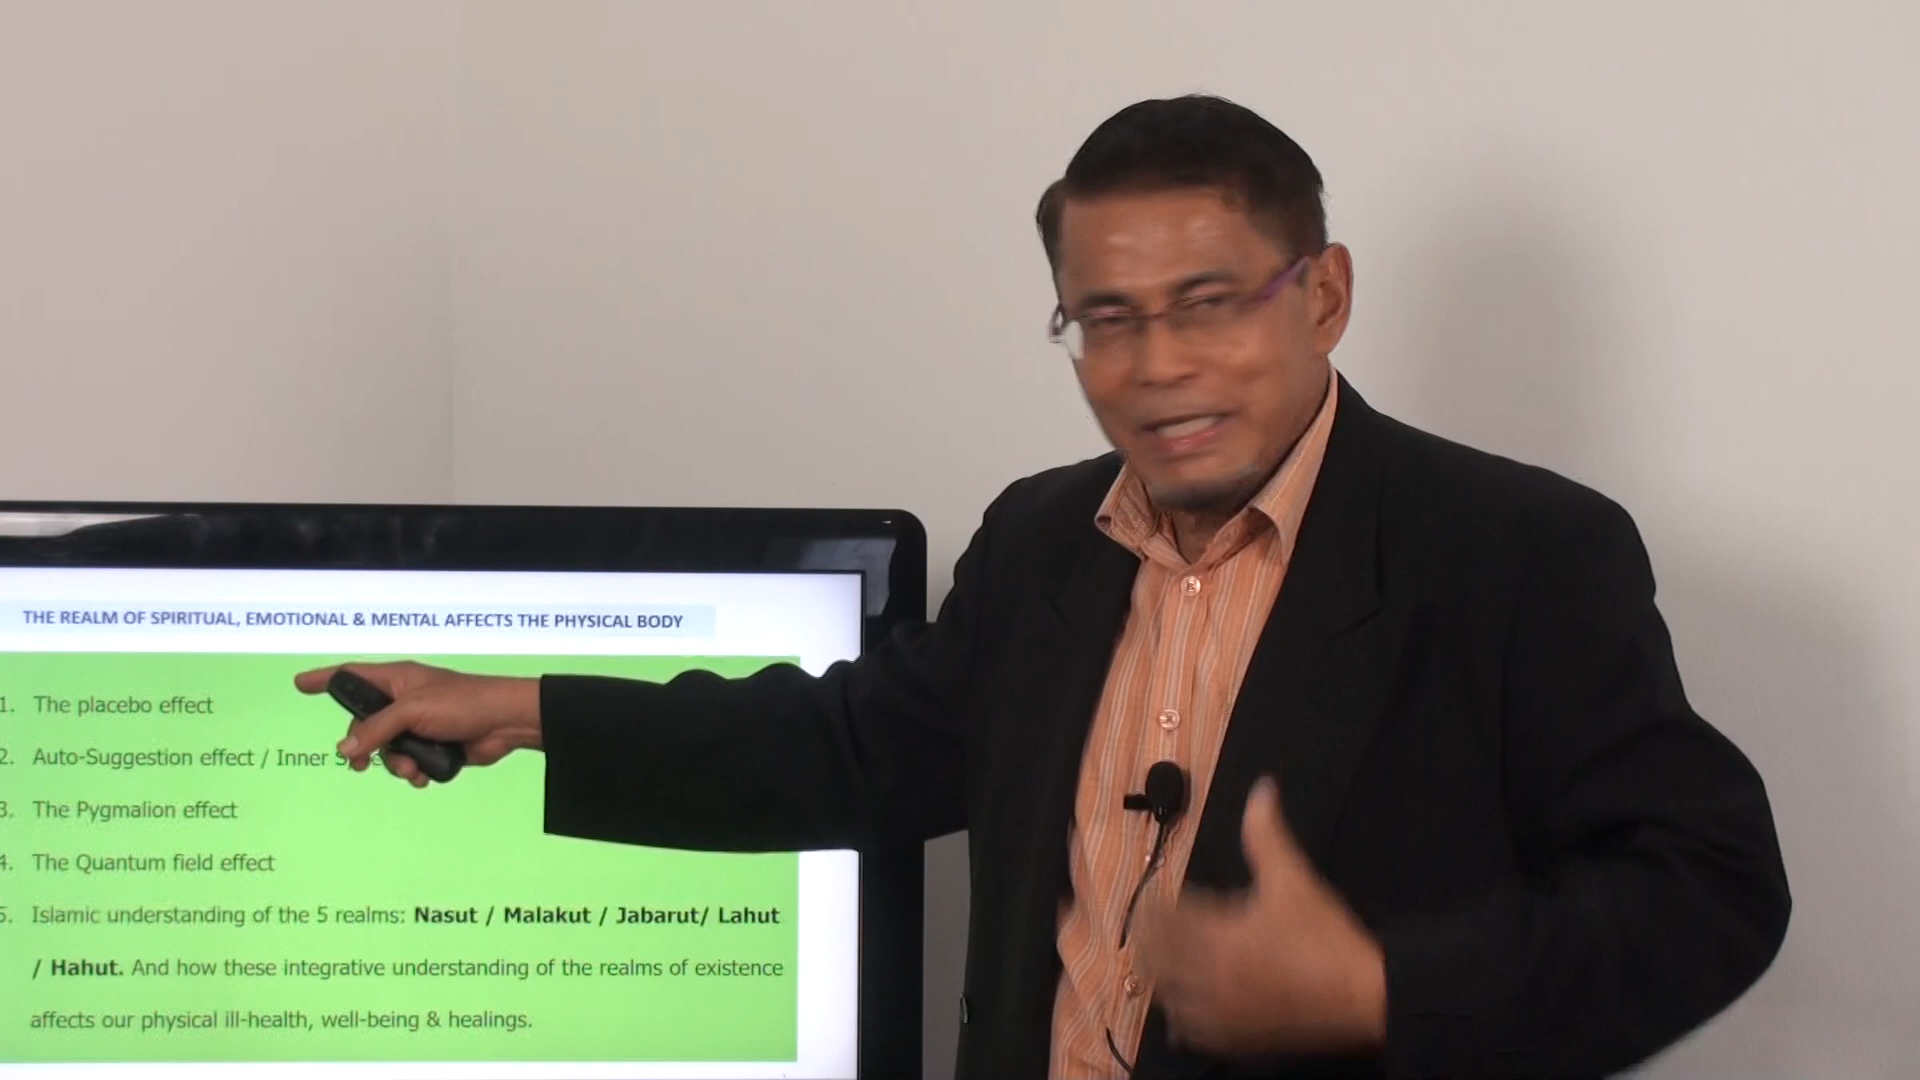 THE REALM OF SPIRITUAL, EMOTIONAL & MENTAL AFFECTS THE PHYSICAL BODY
1. The placebo effect
2. Auto-Suggestion effect / Inner
3. The Pygmalion effect
4. The Quantum field effect
5. Islamic understanding of the 5 realms: Nasut / Malakut / Jabarut/ Lahut
/ Hahut. And how these integrative understanding of the realms of existence
affects our physical ill-health, well-being & healings.